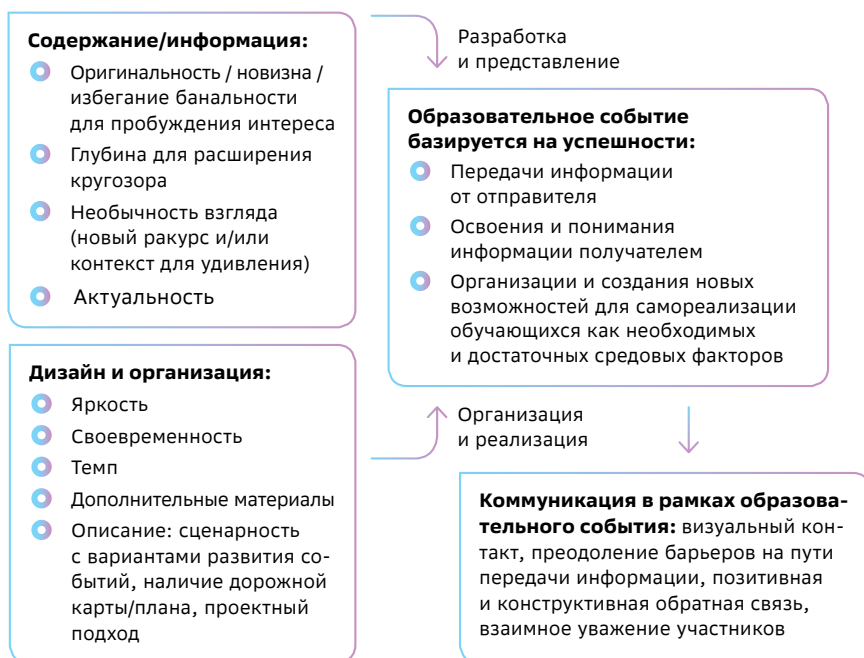 Содержание/информация:
Оригинальность / новизна /
избегание банальности
для пробуждения интереса
Глубина для расширения
кругозора
Необычность взгляда
(новый ракурс и/или
контекст для удивления)
Актуальность
Разработка
и представление
Образовательное событие
базируется на успешности:
Передачи информации
от отправителя
Освоения и понимания
информации получателем
Организации и создания новых
возможностей для самореализации
обучающихся как необходимых
и достаточных средовых факторов
Дизайн и организация:
Яркость
Своевременность
Темп
Дополнительные материалы
Описание: сценарность
с вариантами развития со-
бытий, наличие дорожной
карты/плана, проектный
подход
Организация
и реализация
Коммуникация в рамках образова-
тельного события: визуальный кон-
такт, преодоление барьеров на пути
передачи информации, позитивная
и конструктивная обратная связь,
взаимное уважение участников